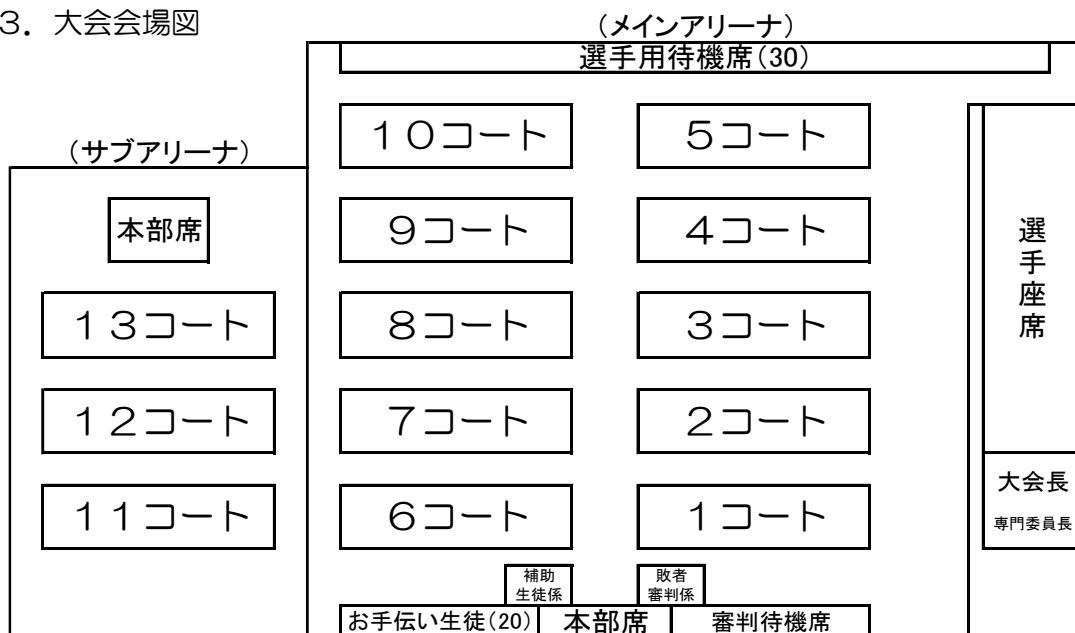 ３．大会会場図
（メインアリーナ）
選手用待機席(30)
１０コート
５コート
（サブアリーナ）
本部席
９コート
４コート
選手座席
１３コート
８コート
３コート
１２コート
７コート
２コート
大会長
専門委員長
１１コート
６コート
１コート
補助
生徒係
敗者
審判係
お手伝い生徒(20)
本部席
審判待機席